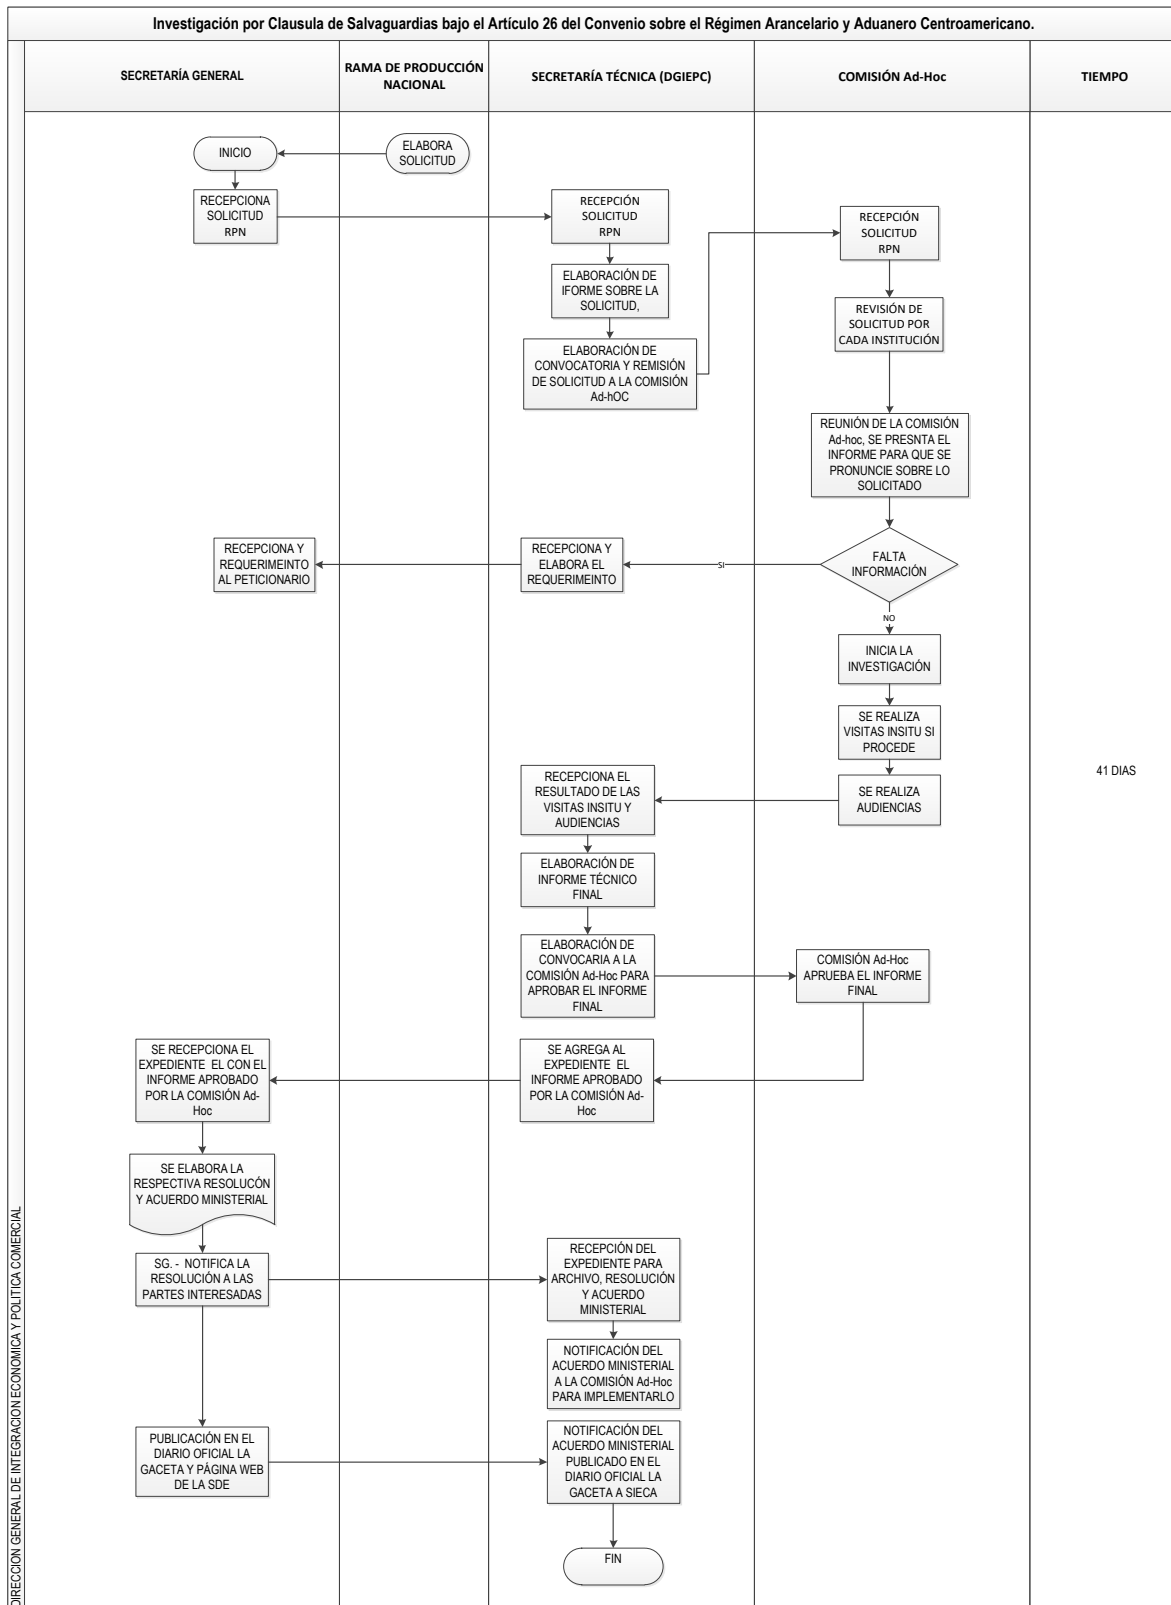 Investigación por Clausula de Salvaguardias bajo el Artículo 26 del Convenio sobre el Régimen Arancelario y Aduanero Centroamericano.
SECRETARÍA GENERAL
RAMA DE PRODUCCIÓN
NACIONAL
SECRETARÍA TÉCNICA (DGIEPC)
COMISIÓN Ad-Hoc
TIEMPO
INICIO
ELABORA
SOLICITUD
RECEPCIONA
SOLICITUD
RPN
RECEPCIÓN
SOLICITUD
RPN
RECEPCIÓN
SOLICITUD
RPN
ELABORACIÓN DE
IFORME SOBRE LA
SOLICITUD,
REVISIÓN DE
SOLICITUD POR
CADA INSTITUCIÓN
ELABORACIÓN DE
CONVOCATORIA Y REMISIÓN
DE SOLICITUD A LA COMISIÓN
Ad-hOC
REUNIÓN DE LA COMISIÓN
Ad-hoc, SE PRESNTA EL
INFORME PARA QUE SE
PRONUNCIE SOBRE LO
SOLICITADO
RECEPCIONA Y
REQUERIMEINTO
AL PETICIONARIO
RECEPCIONA Y
ELABORA EL
REQUERIMEINTO
SI
FALTA
INFORMACIÓN
NO
INICIA LA
INVESTIGACIÓN
SE REALIZA
VISITAS INSITU SI
PROCEDE
41 DIAS
RECEPCIONA EL
RESULTADO DE LAS
VISITAS INSITU Y
AUDIENCIAS
SE REALIZA
AUDIENCIAS
ELABORACIÓN DE
INFORME TÉCNICO
FINAL
ELABORACIÓN DE
CONVOCARIA A LA
COMISIÓN Ad-Hoc PARA
APROBAR EL INFORME
FINAL
COMISIÓN Ad-Hoc
APRUEBA EL INFORME
FINAL
SE RECEPCIONA EL
EXPEDIENTE EL CON EL
INFORME APROBADO
POR LA COMISIÓN Ad-
Hoc
SE AGREGA AL
EXPEDIENTE EL
INFORME APROBADO
POR LA COMISIÓN Ad-
Hoc
SE ELABORA LA
RESPECTIVA RESOLUCÓN
Y ACUERDO MINISTERIAL
SG. - NOTIFICA LA
RESOLUCIÓN A LAS
PARTES INTERESADAS
RECEPCIÓN DEL
EXPEDIENTE PARA
ARCHIVO, RESOLUCIÓN
Y ACUERDO
MINISTERIAL
NOTIFICACIÓN DEL
ACUERDO MINISTERIAL
A LA COMISIÓN Ad-Hoc
PARA IMPLEMENTARLO
PUBLICACIÓN EN EL
DIARIO OFICIAL LA
GACETA Y PÁGINA WEB
DE LA SDE
NOTIFICACIÓN DEL
ACUERDO MINISTERIAL
PUBLICADO EN EL
DIARIO OFICIAL LA
GACETA A SIECA
FIN
DIRECCION GENERAL DE INTEGRACION ECONOMICA Y POLITICA COMERCIAL